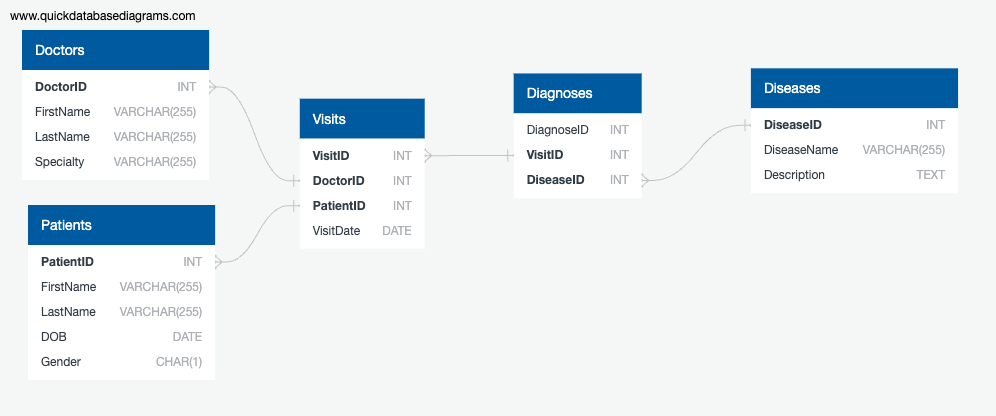 www.quickdatabasediagrams.com
Doctors
DoctorID INT
FirstName VARCHAR(255)
LastName VARCHAR(255)
Specialty VARCHAR(255)
Patients
PatientID INT
FirstName VARCHAR(255)
LastName VARCHAR(255)
DOB DATE
Gender CHAR(1)
Visits
VisitID INT
DoctorID INT
PatientID INT
VisitDate DATE
Diagnoses
DiagnoseID INT
VisitID INT
DiseaseID INT
Diseases
DiseaseID INT
DiseaseName VARCHAR(255)
Description TEXT